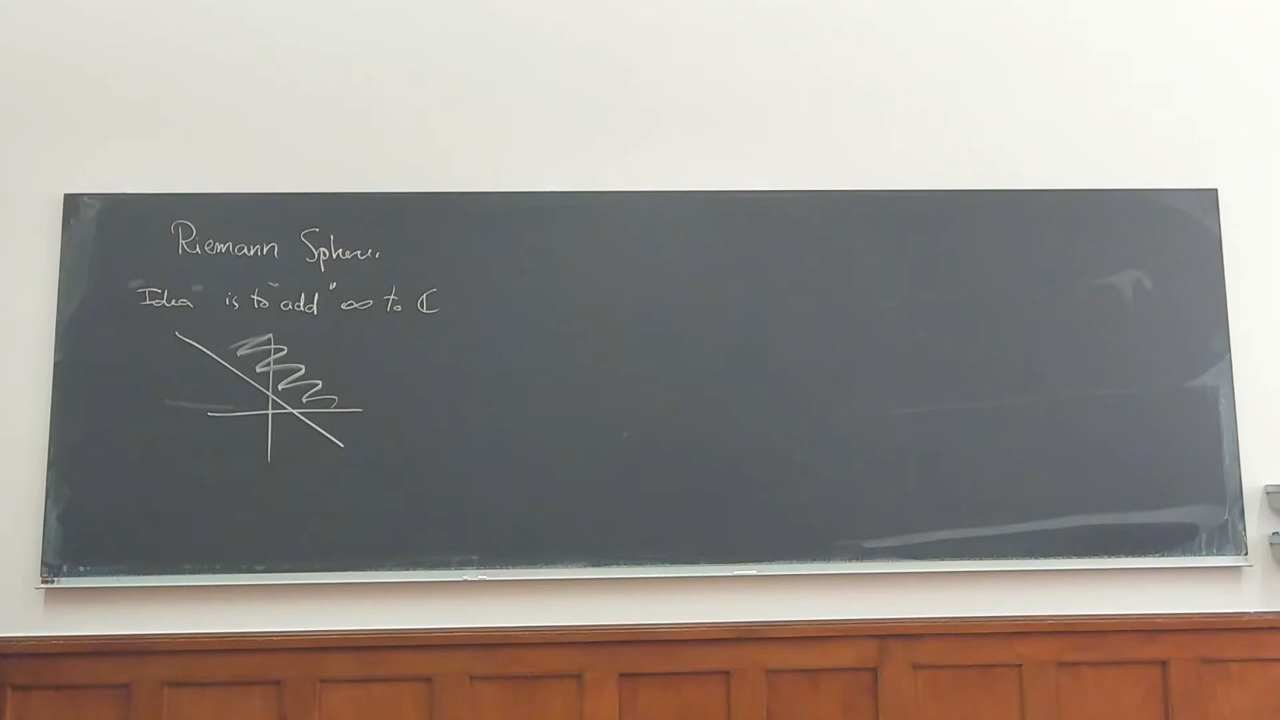 Riemann Sphere.
"Idea" is to "add" ∞ to ℂ